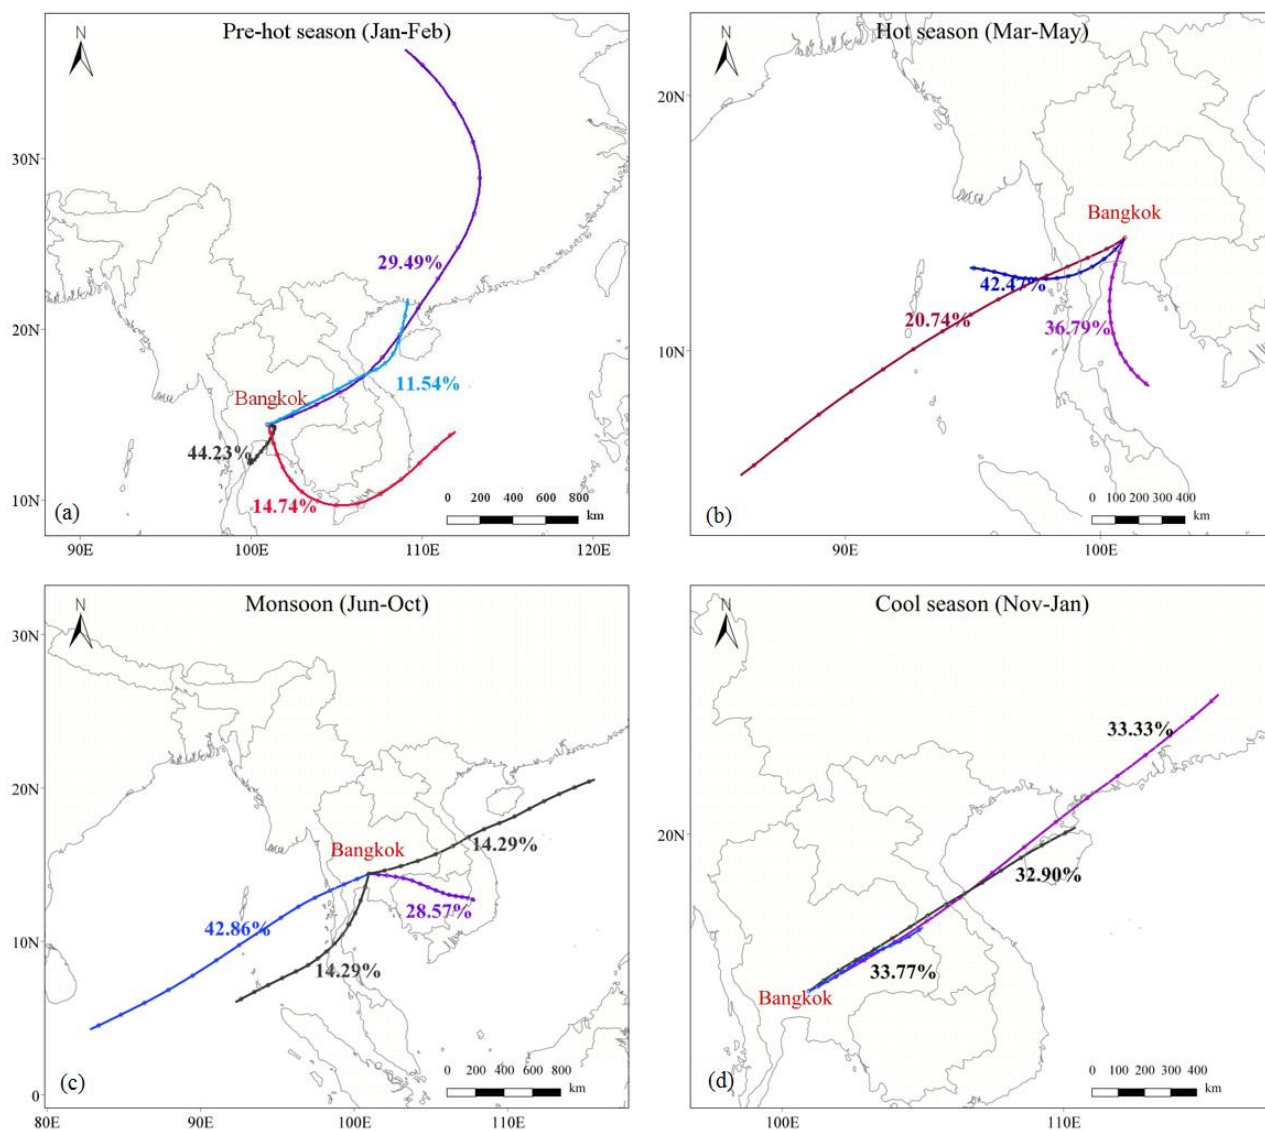 N
Pre-hot season (Jan-Feb)
30N
29.49%
20N
11.54%
Bangkok
44.23%
14.74%
10N
0 200 400 600 800
km
(a)
90E 100E 110E 120E
N
Hot season (Mar-May)
20N
Bangkok
42.47%
20.74%
36.79%
10N
0 100 200 300 400
km
(b)
90E 100E
N
Monsoon (Jun-Oct)
30N
20N
Bangkok
14.29%
28.57%
42.86%
10N
14.29%
0 200 400 600 800
km
(c)
0
80E 90E 100E 110E
N
Cool season (Nov-Jan)
33.33%
20N
32.90%
33.77%
Bangkok
0 100 200 300 400
km
(d)
100E 110E